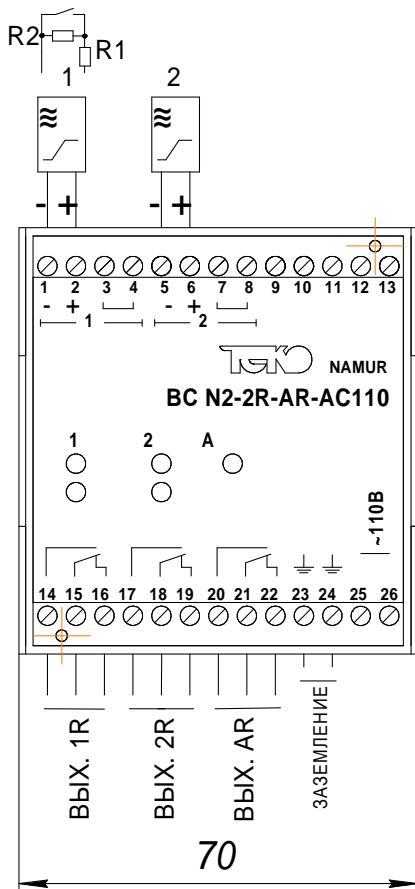 R2
R1
1 2
- + - +
1 2 3 4 5 6 7 8 9 10 11 12 13
- + - +
1 2
ТЕКО NAMUR
ВС N2-2R-AR-AC110
1 2 А
~110В
14 15 16 17 18 19 20 21 22 23 24 25 26
ВЫХ. 1R
ВЫХ. 2R
ВЫХ. AR
ЗАЗЕМЛЕНИЕ
70